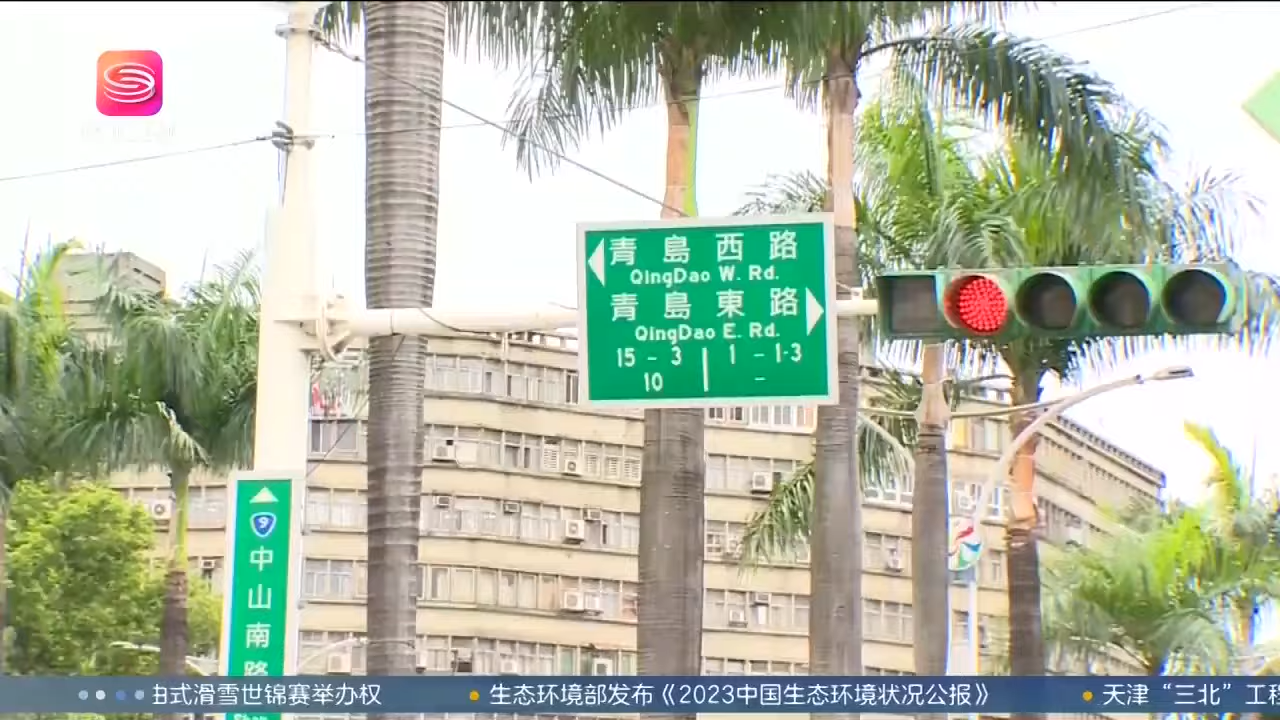 青島西路
QingDao W. Rd.
青島東路
QingDao E. Rd.
15 - 3 | 1 - 1-3
10 | -
9
中山南路
由式滑雪世锦赛举办权
生态环境部发布《2023中国生态环境状况公报》
天津“三北”工程